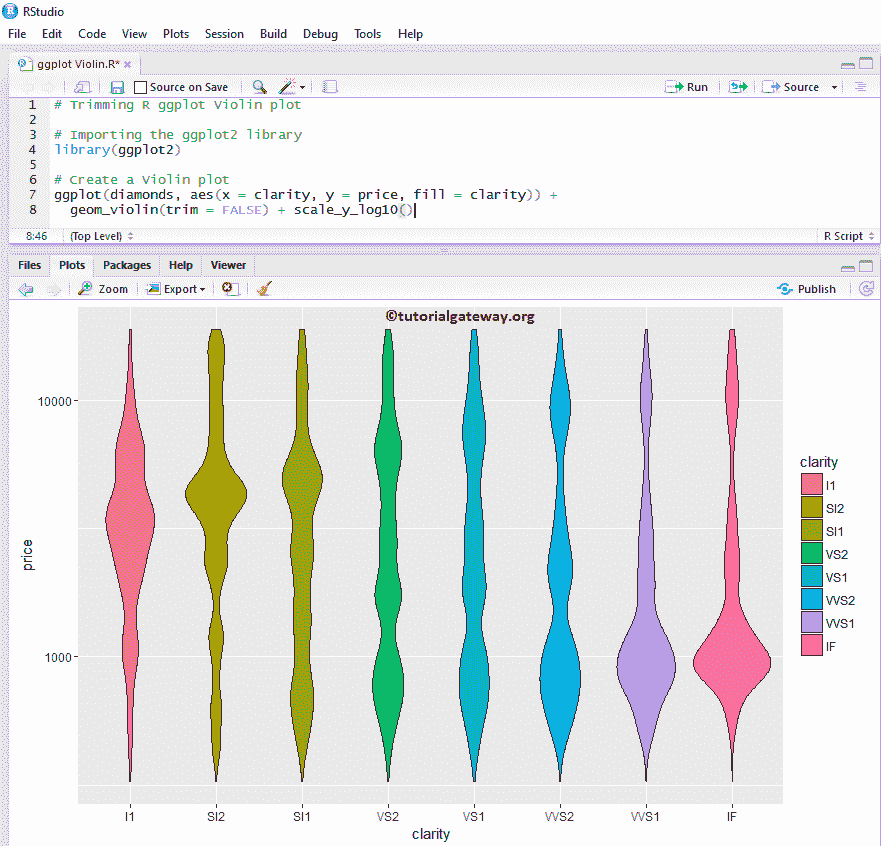 RStudio
File Edit Code View Plots Session Build Debug Tools Help
ggplot Violin.R* ×
Source on Save Run Source
1 # Trimming R ggplot Violin plot
2
3 # Importing the ggplot2 library
4 library(ggplot2)
5
6 # Create a Violin plot
7 ggplot(diamonds, aes(x = clarity, y = price, fill = clarity)) +
8 geom_violin(trim = FALSE) + scale_y_log10()
8:46 (Top Level) R Script
Files Plots Packages Help Viewer
Zoom Export Publish
©tutorialgateway.org
10000
1000
price
I1 SI2 SI1 VS2 VS1 VVS2 VVS1 IF
clarity
clarity
I1
SI2
SI1
VS2
VS1
VVS2
VVS1
IF